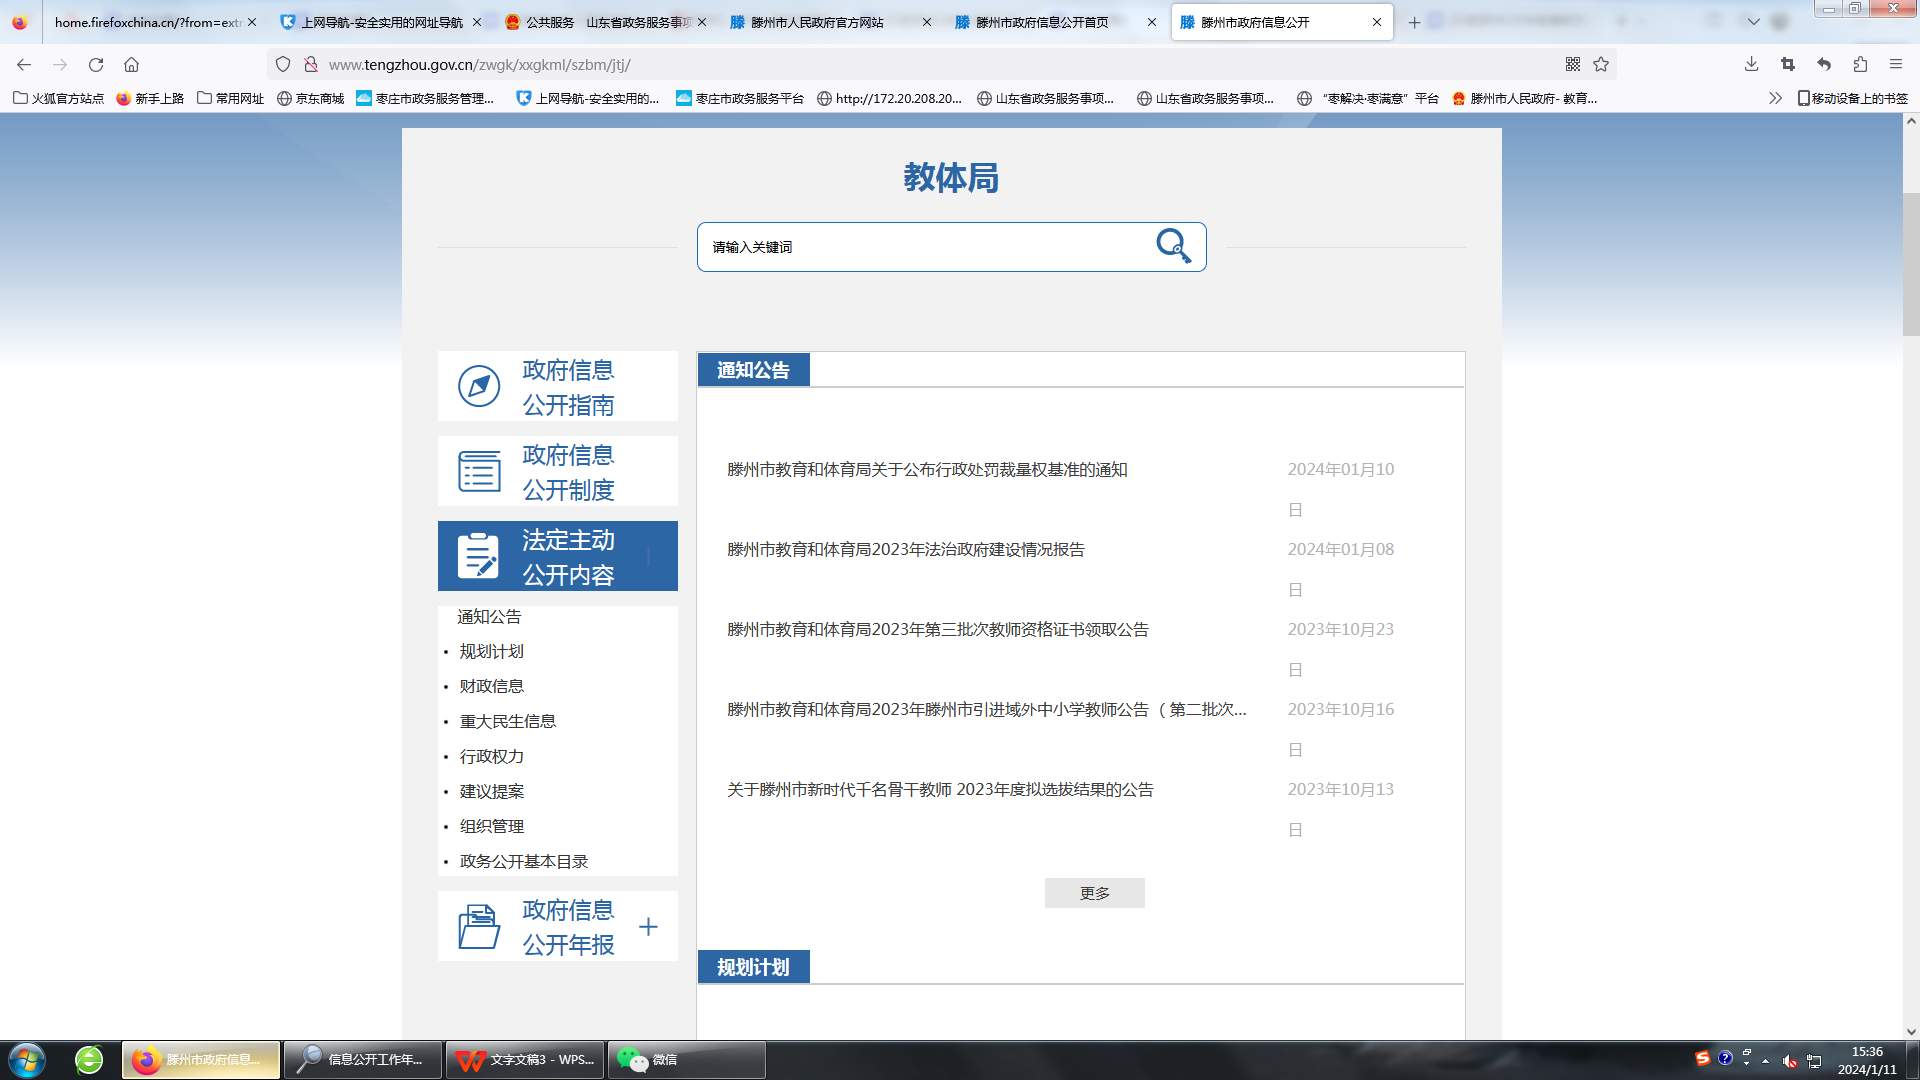 home.firefoxchina.cn/?from=extr
上网导航-安全实用的网址导航
公共服务 山东省政务服务事项
滕州市人民政府官方网站
滕州市政府信息公开首页
滕州市政府信息公开
www.tengzhou.gov.cn/zwgk/xxgkml/szbm/jtj/
火狐官方站点
新手上路
常用网址
京东商城
枣庄市政务服务管理...
上网导航-安全实用的...
枣庄市政务服务平台
http://172.20.208.20...
山东省政务服务事项...
山东省政务服务事项...
“枣解决·枣满意”平台
滕州市人民政府- 教育...
移动设备上的书签
教体局
请输入关键词
政府信息
公开指南
政府信息
公开制度
法定主动
公开内容
通知公告
• 规划计划
• 财政信息
• 重大民生信息
• 行政权力
• 建议提案
• 组织管理
• 政务公开基本目录
政府信息
公开年报
+
通知公告
滕州市教育和体育局关于公布行政处罚裁量权基准的通知
2024年01月10
日
滕州市教育和体育局2023年法治政府建设情况报告
2024年01月08
日
滕州市教育和体育局2023年第三批次教师资格证书领取公告
2023年10月23
日
滕州市教育和体育局2023年滕州市引进域外中小学教师公告（第二批次...
2023年10月16
日
关于滕州市新时代千名骨干教师 2023年度拟选拔结果的公告
2023年10月13
日
更多
规划计划
滕州市政府信息...
信息公开工作年...
文字文稿3 - WPS...
微信
15:36
2024/1/11